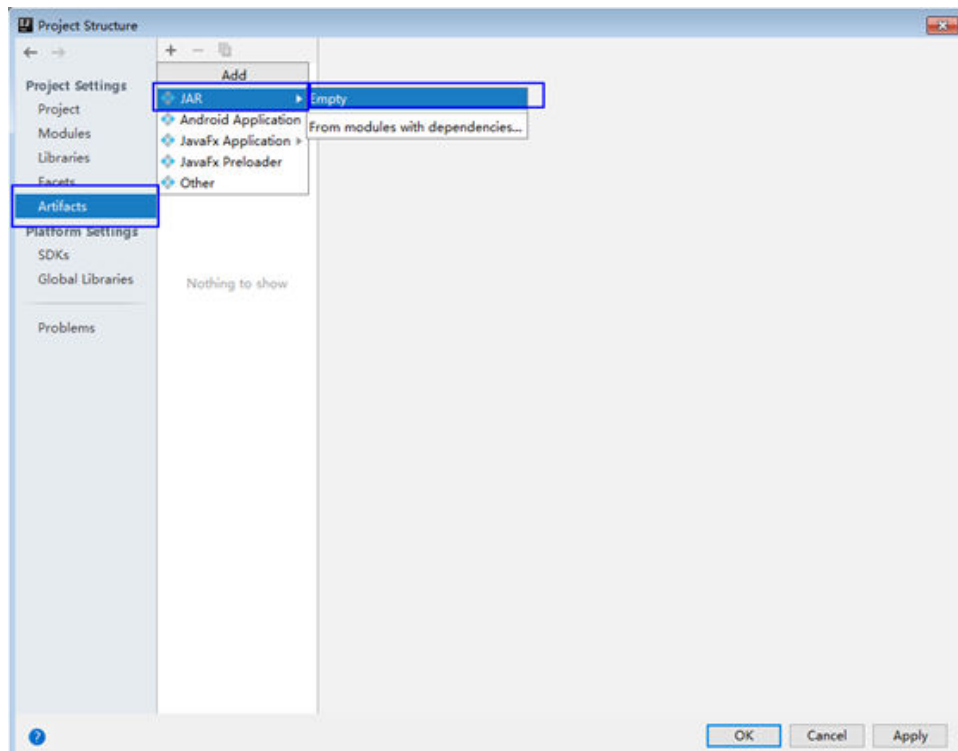 Project Structure
Project Settings
Project
Modules
Libraries
Facets
Artifacts
Platform Settings
SDKs
Global Libraries
Problems
Add
JAR
Android Application
JavaFx Application
JavaFx Preloader
Other
Empty
From modules with dependencies...
Nothing to show
OK
Cancel
Apply